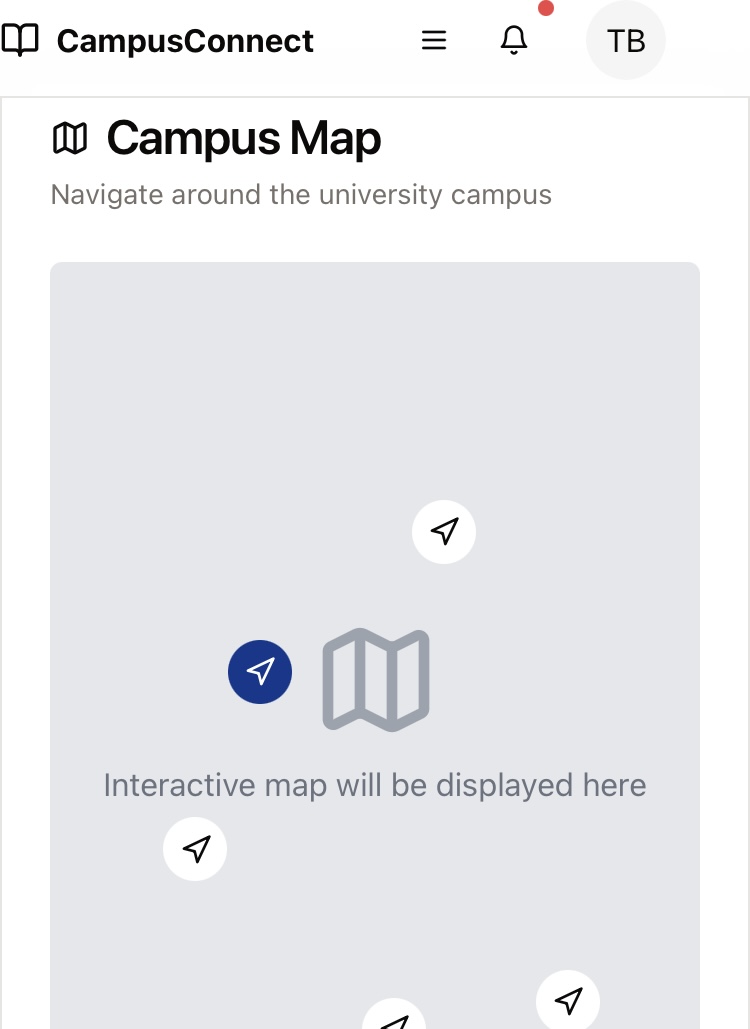 CampusConnect
TB
Campus Map
Navigate around the university campus
Interactive map will be displayed here